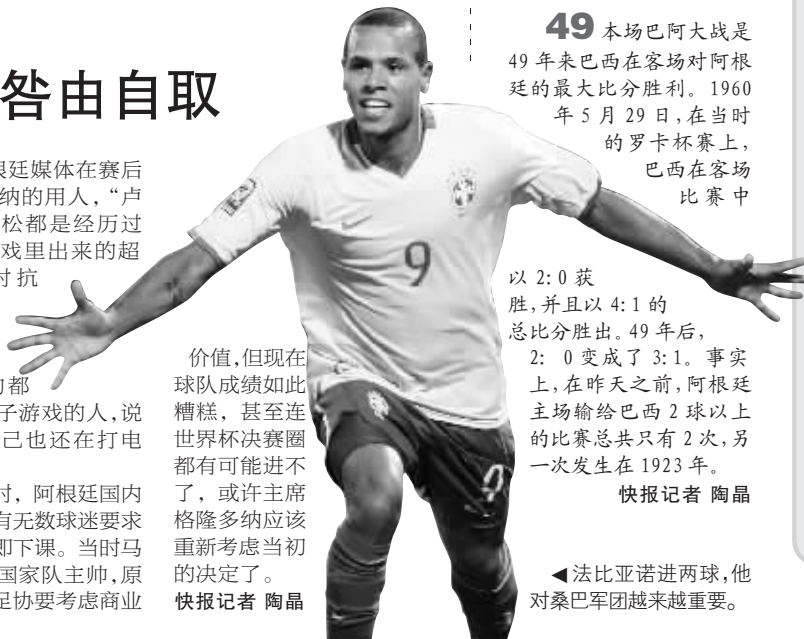 咎由自取
根廷媒体在赛后
纳的用人，“卢
松都是经历过
戏里出来的超
对抗
都
子游戏的人,说
己也还在打电
时，阿根廷国内
有无数球迷要求
即下课。当时马
国家队主帅,原
足协要考虑商业
价值,但现在
球队成绩如此
糟糕，甚至连
世界杯决赛圈
都有可能进不
了，或许主席
格隆多纳应该
重新考虑当初
的决定了。
快报记者 陶晶
9
9
49 本场巴阿大战是
49 年来巴西在客场对阿根
廷的最大比分胜利。1960
年 5 月 29 日,在当时
的罗卡杯赛上，
巴西在客场
比赛中
以 2:0 获
胜,并且以 4:1 的
总比分胜出。49 年后，
2: 0 变成了 3:1。事实
上,在昨天之前,阿根廷
主场输给巴西 2 球以上
的比赛总共只有 2 次,另
一次发生在 1923 年。
快报记者 陶晶
◀法比亚诺进两球,他
对桑巴军团越来越重要。